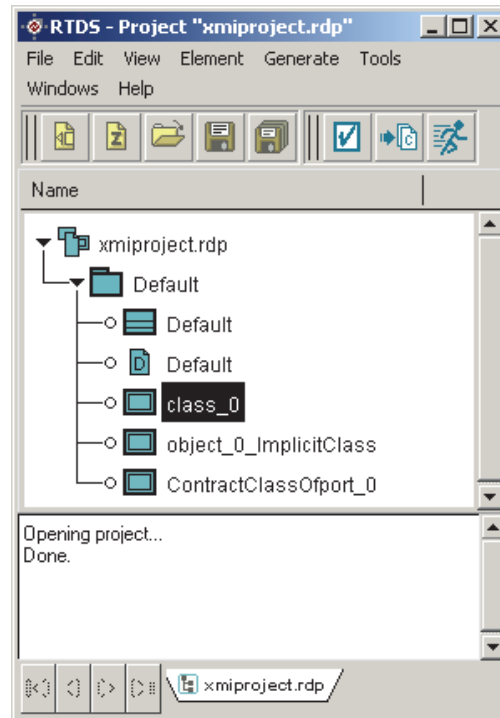 RTDS - Project "xmiproject.rdp"
File Edit View Element Generate Tools
Windows Help
Name
xmiproject.rdp
Default
Default
D Default
class_0
object_0_ImplicitClass
ContractClassOfport_0
Opening project...
Done.
xmiproject.rdp